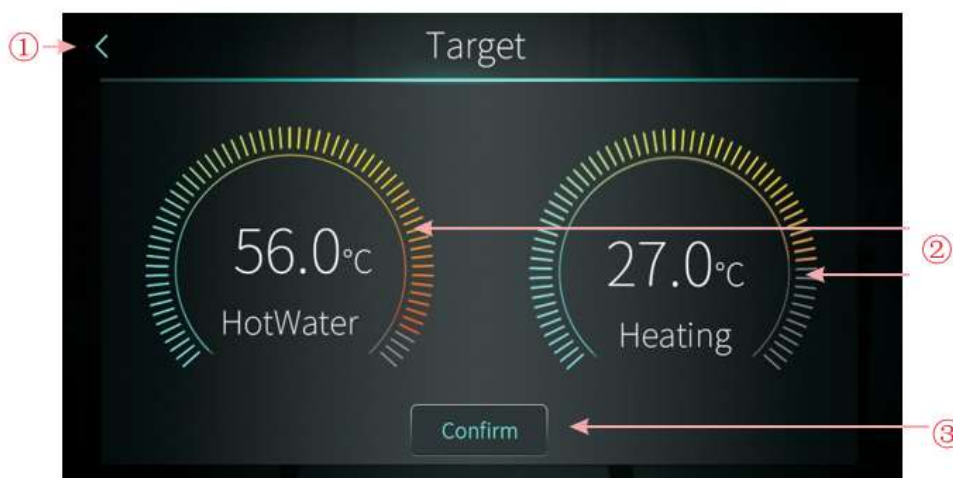 ① Target
56.0°C
HotWater
27.0°C
Heating
②
Confirm
③